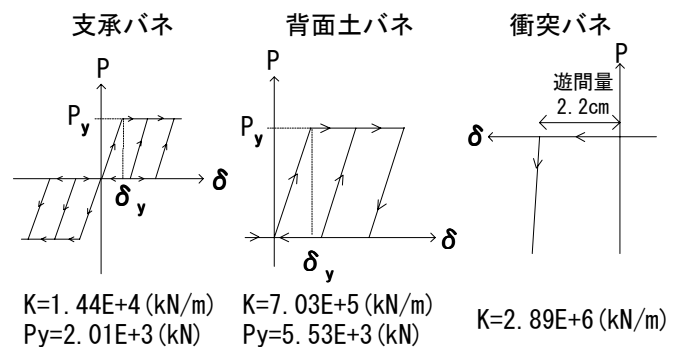 支承バネ
P
Py
δ
δy
K=1.44E+4(kN/m)
Py=2.01E+3(kN)
背面土バネ
P
Py
δ
δy
K=7.03E+5(kN/m)
Py=5.53E+3(kN)
衝突バネ
P
遊間量
2.2cm
δ
K=2.89E+6(kN/m)